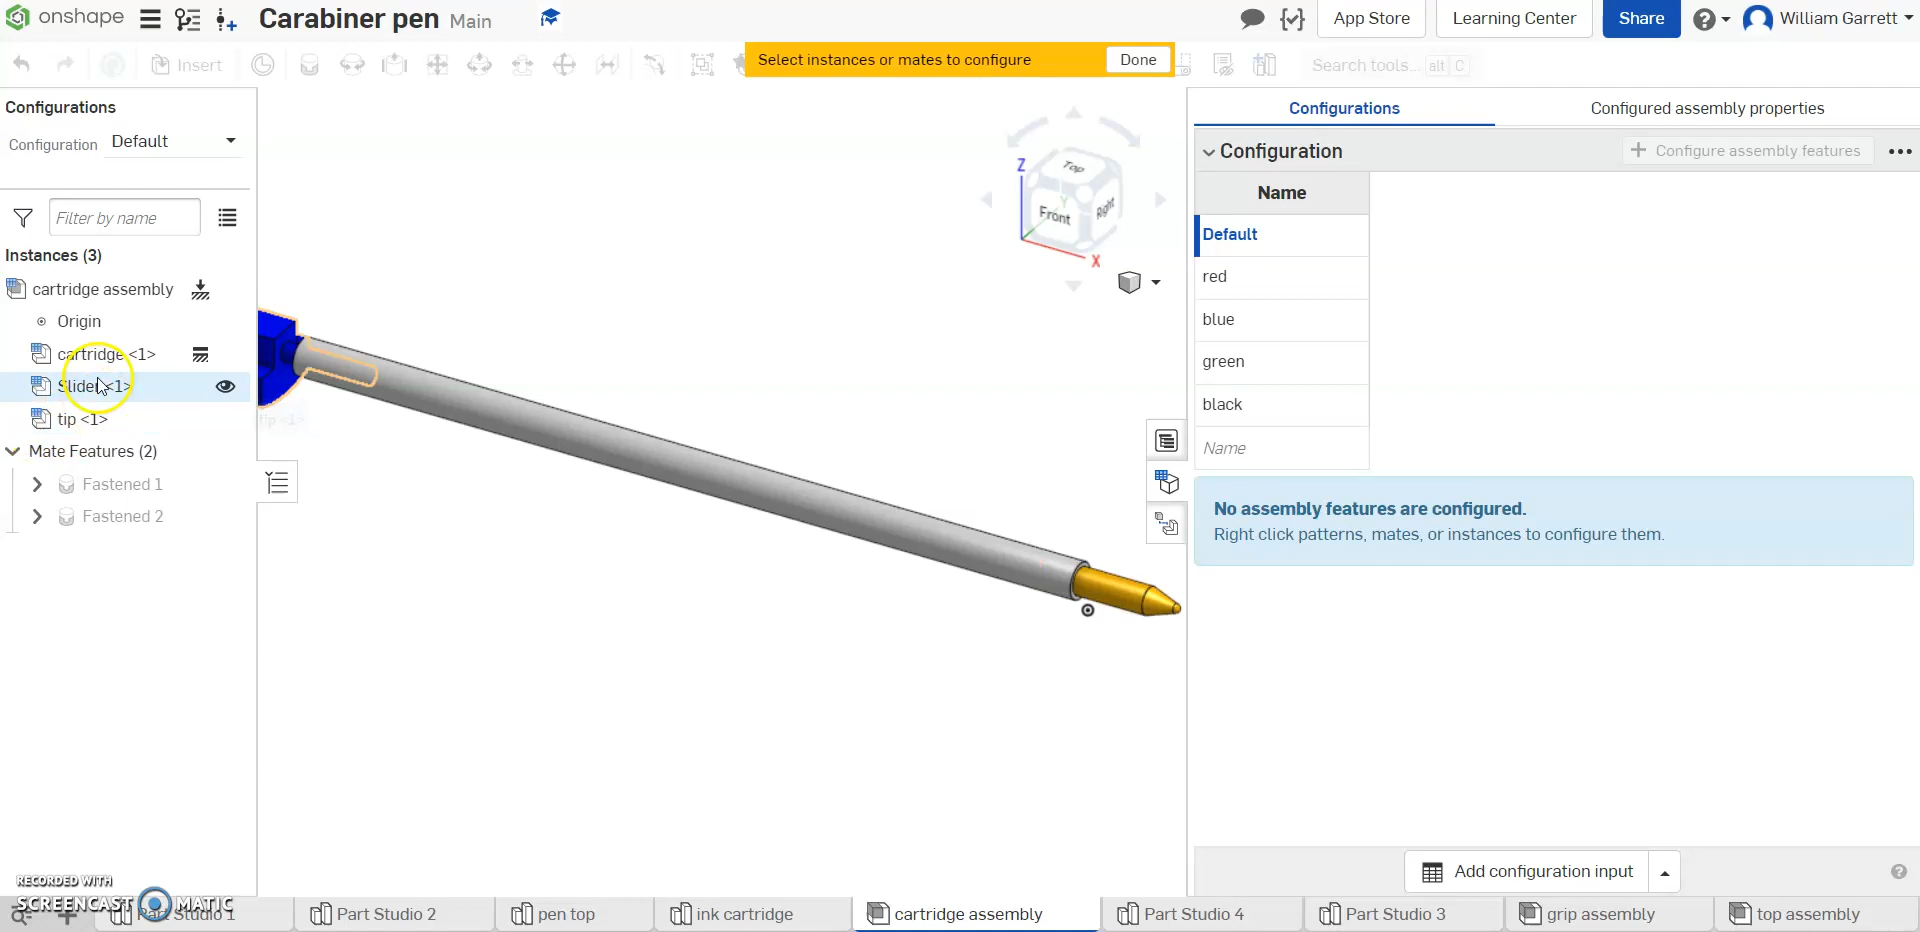 onshape
Carabiner pen Main
App Store
Learning Center
Share
William Garrett
Insert
Select instances or mates to configure
Done
Search tools... alt C
Configurations
Configuration Default
Filter by name
Instances (3)
cartridge assembly
Origin
cartridge <1>
Slider <1>
tip <1>
Mate Features (2)
Fastened 1
Fastened 2
tip <1>
Z
Top
Y
Front
Right
X
Configurations
Configured assembly properties
Configuration
+ Configure assembly features
Name
Default
red
blue
green
black
Name
No assembly features are configured.
Right click patterns, mates, or instances to configure them.
Add configuration input
RECORDED WITH
SCREENCAST MATIC
Part Studio 1
Part Studio 2
pen top
ink cartridge
cartridge assembly
Part Studio 4
Part Studio 3
grip assembly
top assembly